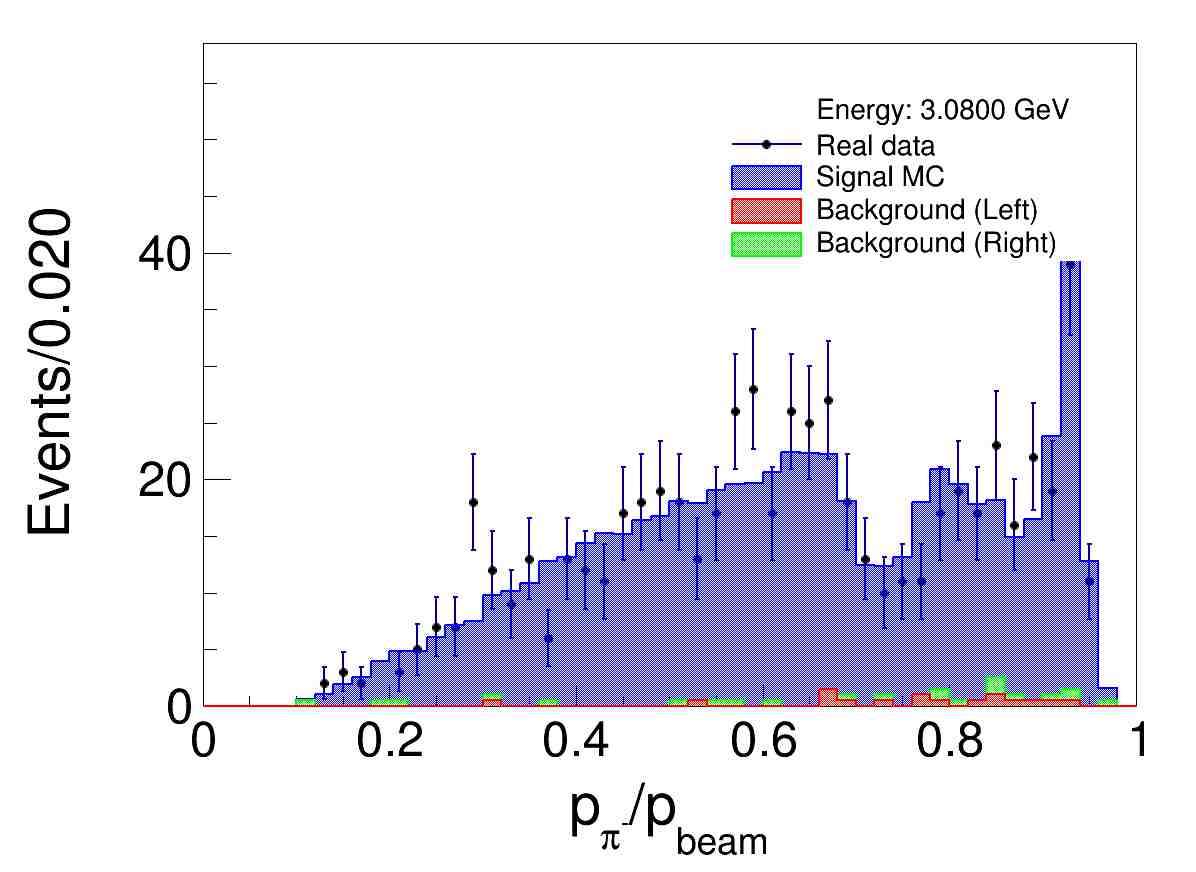 Energy: 3.0800 GeV
Real data
Signal MC
Background (Left)
Background (Right)
Events/0.020
40
20
0
0 0.2 0.4 0.6 0.8 1
pπ-/pbeam